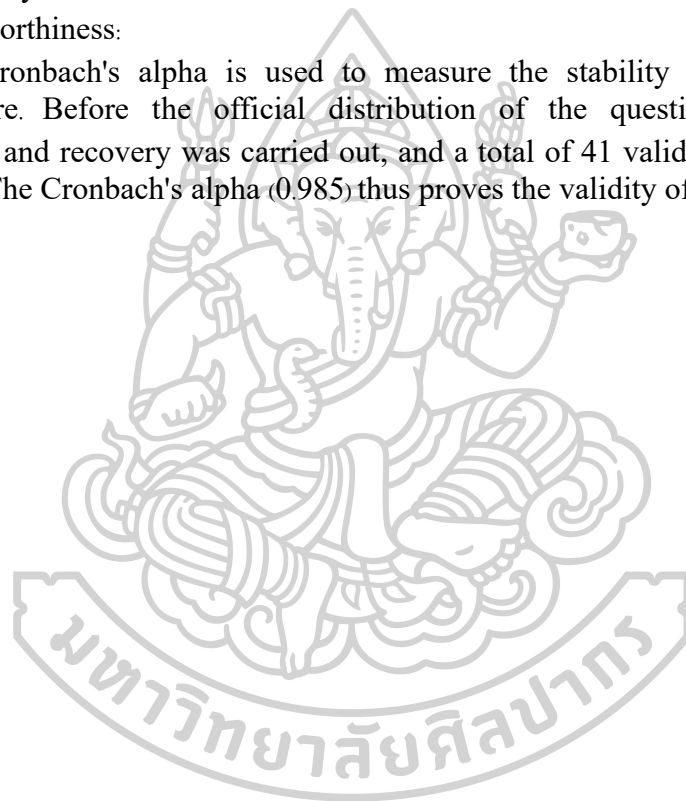 orthiness:
ronbach's alpha is used to measure the stability
re. Before the official distribution of the questi
and recovery was carried out, and a total of 41 valid
he Cronbach's alpha (0.985) thus proves the validity of
มหาวิทยาลัยศิลปากร